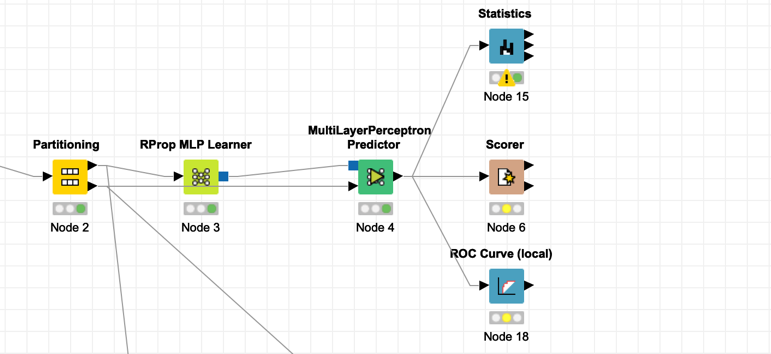 Statistics
Node 15
Partitioning
RProp MLP Learner
MultiLayerPerceptron
Predictor
Scorer
Node 2
Node 3
Node 4
Node 6
ROC Curve (local)
Node 18